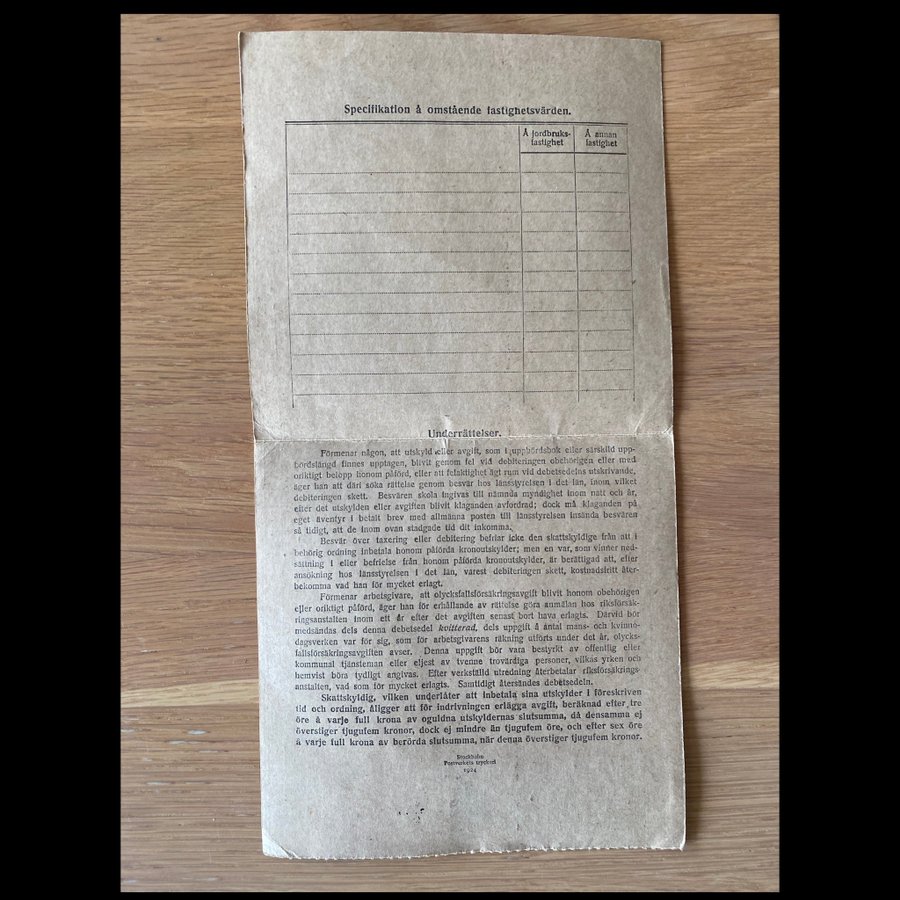 Specifikation å omstående fastighetsvärden.
Å jordbruks-
fastighet
Å annan
fastighet
Underrättelser.
Förmenar någon, att utskyld eller avgift, som i uppbördsbok eller särskild upp-
bördslängd finnes upptagen, blivit genom fel vid debiteringen obehörigen eller med
oriktigt belopp honom påförd, eller att felaktighet ägt rum vid debetsedelns utskrivande,
äger han att däri söka rättelse genom besvär hos länsstyrelsen i det län, inom vilket
debiteringen skett. Besvären skola ingivas till nämnda myndighet inom natt och år,
efter det utskylden eller avgiften blivit klaganden avfordrad; dock må klaganden på
eget äventyr i betalt brev med allmänna posten till länsstyrelsen insända besvären
så tidigt, att de inom ovan stadgade tid dit inkomma.
Besvär över taxering eller debitering befriar icke den skattskyldige från att i
behörig ordning inbetala honom påförda kronoutskylder; men en var, som vinner ned-
sättning i eller befrielse från honom påförda kronoutskylder, är berättigad att, efter
ansökning hos länsstyrelsen i det län, varest debiteringen skett, kostnadsfritt åter-
bekomma vad han för mycket erlagt.
Förmenar arbetsgivare, att olycksfallsförsäkringsavgift blivit honom obehörigen
eller oriktigt påförd, äger han för erhållande av rättelse göra anmälan hos riksförsäk-
ringsanstalten inom ett år efter det avgiften senast bort hava erlagts. Därvid bör
medsändas dels denna debetsedel kvitterad, dels uppgift å antal mans- och kvinno-
dagsverken var för sig, som för arbetsgivarens räkning utförts under det år, olycks-
fallsförsäkringsavgiften avser. Denna uppgift bör vara bestyrkt av offentlig eller
kommunal tjänsteman eller eljest av tvenne trovärdiga personer, vilkas yrken och
hemvist böra tydligt angivas. Efter verkställd utredning återbetalar riksförsäkrings-
anstalten, vad som för mycket erlagts. Samtidigt återsändes debetsedeln.
Skattskyldig, vilken underlåter att inbetala sina utskylder i föreskriven
tid och ordning, åligger att för indrivningen erlägga avgift, beräknad efter tre
öre å varje full krona av oguldna utskyldernas slutsumma, då densamma ej
överstiger tjugufem kronor, dock ej mindre än tjugufem öre, och efter sex öre
å varje full krona av berörda slutsumma, när denna överstiger tjugufem kronor.
Stockholm
Postverkets tryckeri
1924